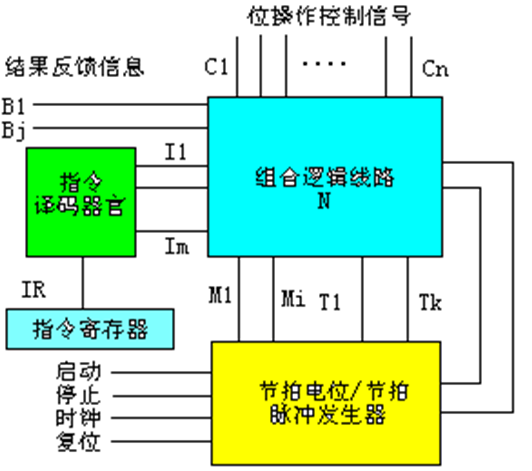 位操作控制信号
结果反馈信息
C1
····
Cn
B1
Bj
I1
指令
译码器官
组合逻辑线路
N
Im
IR
M1
Mi
T1
Tk
指令寄存器
启动
停止
时钟
复位
节拍电位/节拍
脉冲发生器